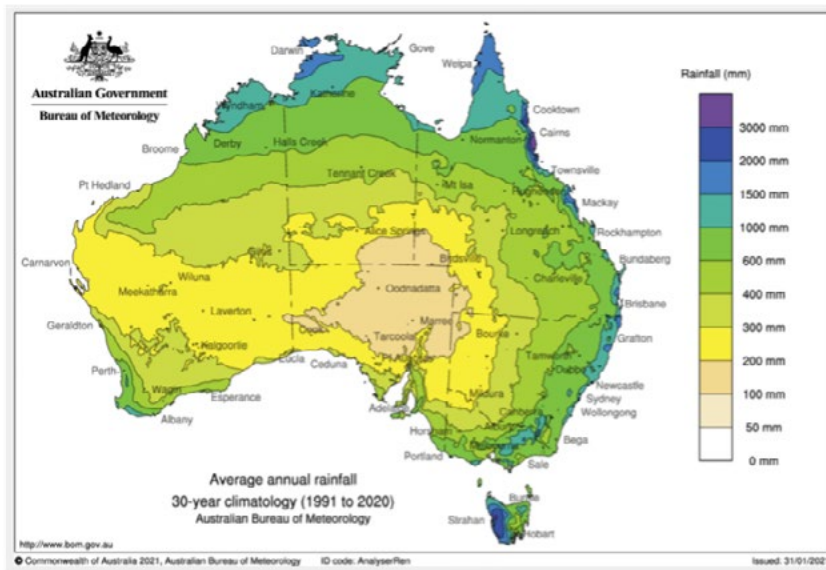 Australian Government
Bureau of Meteorology
Darwin
Gove
Weipa
Katherine
Wyndham
Cooktown
Cairns
Broome
Derby
Halls Creek
Normanton
Townsville
Tennant Creek
Mt Isa
Pt Hedland
Mackay
Longreach
Rockhampton
Alice Springs
Giles
Birdsville
Bundaberg
Carnarvon
Wiluna
Charleville
Meekatharra
Oodnadatta
Brisbane
Laverton
Marree
Geraldton
Cook
Tarcoola
Bourke
Grafton
Kalgoorlie
Eucla
Ceduna
Tamworth
Perth
Dubbo
Newcastle
Wagin
Esperance
Mildura
Sydney
Adelaide
Canberra
Wollongong
Albany
Horsham
Bega
Portland
Sale
Strahan
Hobart
Rainfall (mm)
3000 mm
2000 mm
1500 mm
1000 mm
600 mm
400 mm
300 mm
200 mm
100 mm
50 mm
0 mm
Average annual rainfall
30-year climatology (1991 to 2020)
Australian Bureau of Meteorology
http://www.bom.gov.au
© Commonwealth of Australia 2021, Australian Bureau of Meteorology ID code: AnalyserRen Issued: 31/01/202